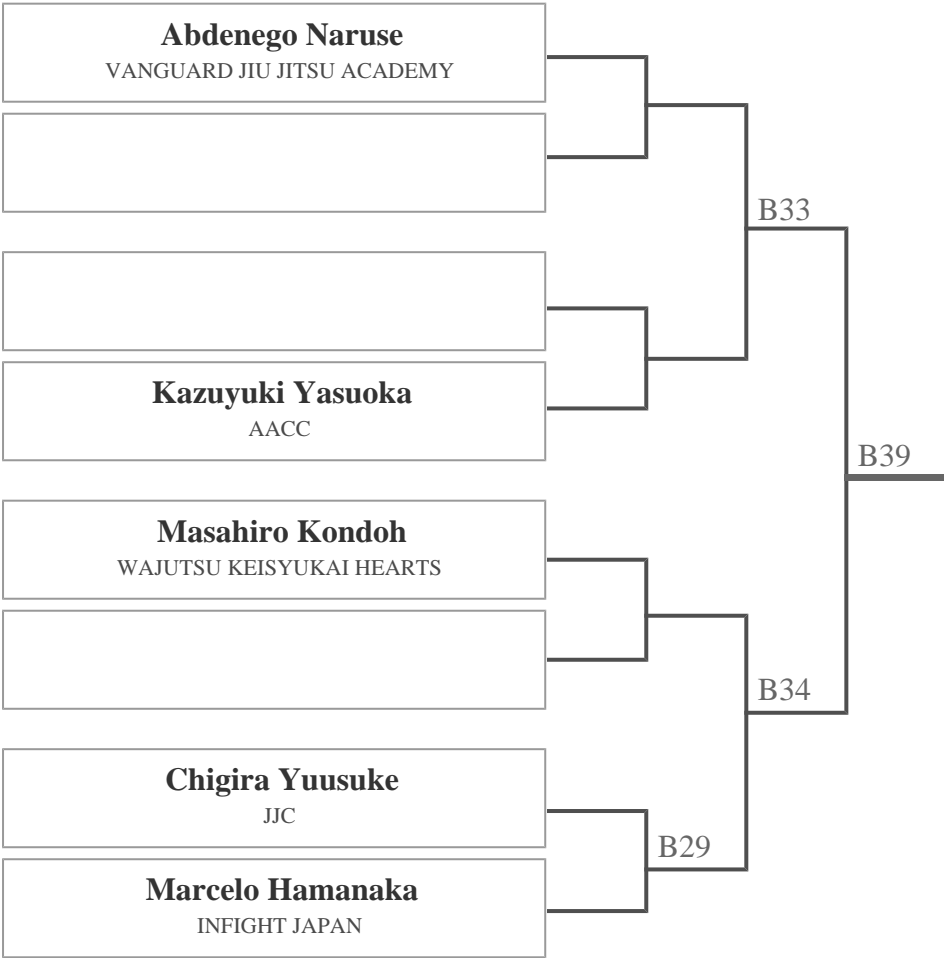 Abdenego Naruse
VANGUARD JIU JITSU ACADEMY
B33
Kazuyuki Yasuoka
AACC
B39
Masahiro Kondoh
WAJUTSU KEISYUKAI HEARTS
B34
Chigira Yuusuke
JJC
B29
Marcelo Hamanaka
INFIGHT JAPAN